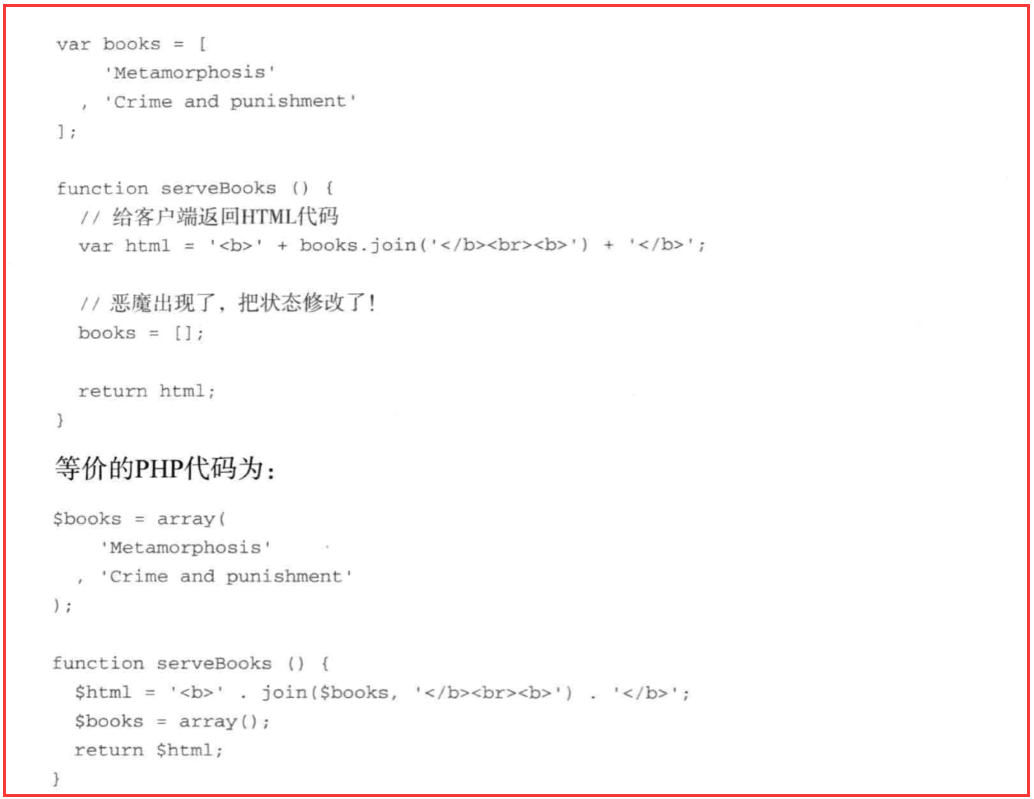 var books = [
    'Metamorphosis'
  , 'Crime and punishment'
];

function serveBooks () {
  // 给客户端返回HTML代码
  var html = '<b>' + books.join('</b><br><b>') + '</b>';

  // 恶魔出现了，把状态修改了！
  books = [];

  return html;
}
等价的PHP代码为：
$books = array(
    'Metamorphosis'
  , 'Crime and punishment'
);

function serveBooks () {
  $html = '<b>' . join($books, '</b><br><b>') . '</b>';
  $books = array();
  return $html;
}